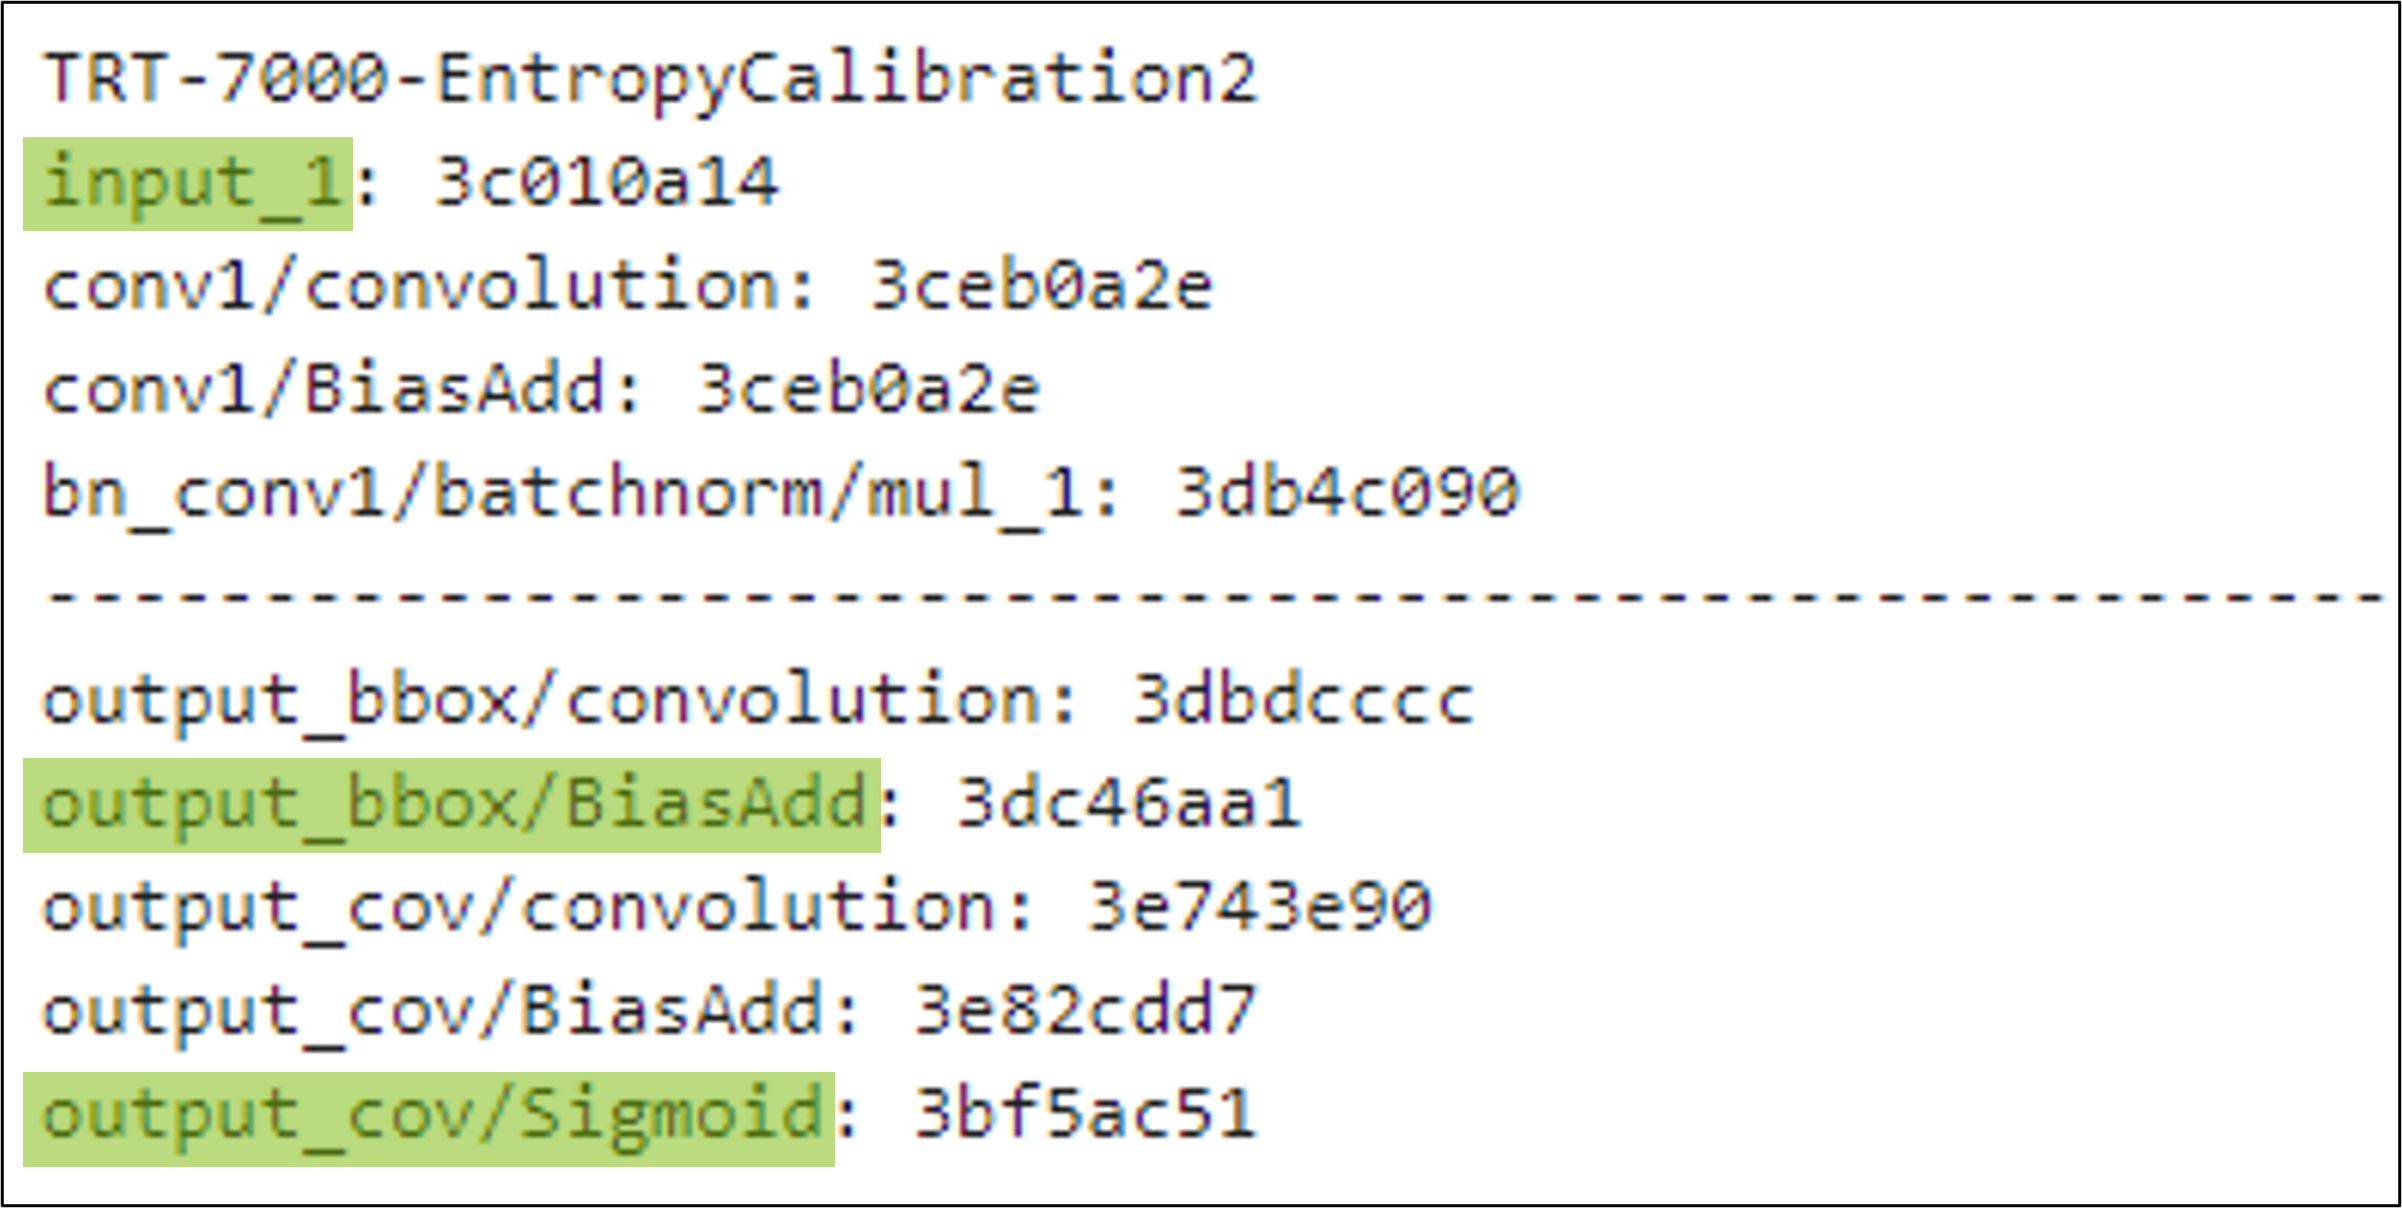 TRT-7000-EntropyCalibration2
input_1: 3c010a14
conv1/convolution: 3ceb0a2e
conv1/BiasAdd: 3ceb0a2e
bn_conv1/batchnorm/mul_1: 3db4c090
------------------------------------------------------
output_bbox/convolution: 3dbdcccc
output_bbox/BiasAdd: 3dc46aa1
output_cov/convolution: 3e743e90
output_cov/BiasAdd: 3e82cdd7
output_cov/Sigmoid: 3bf5ac51